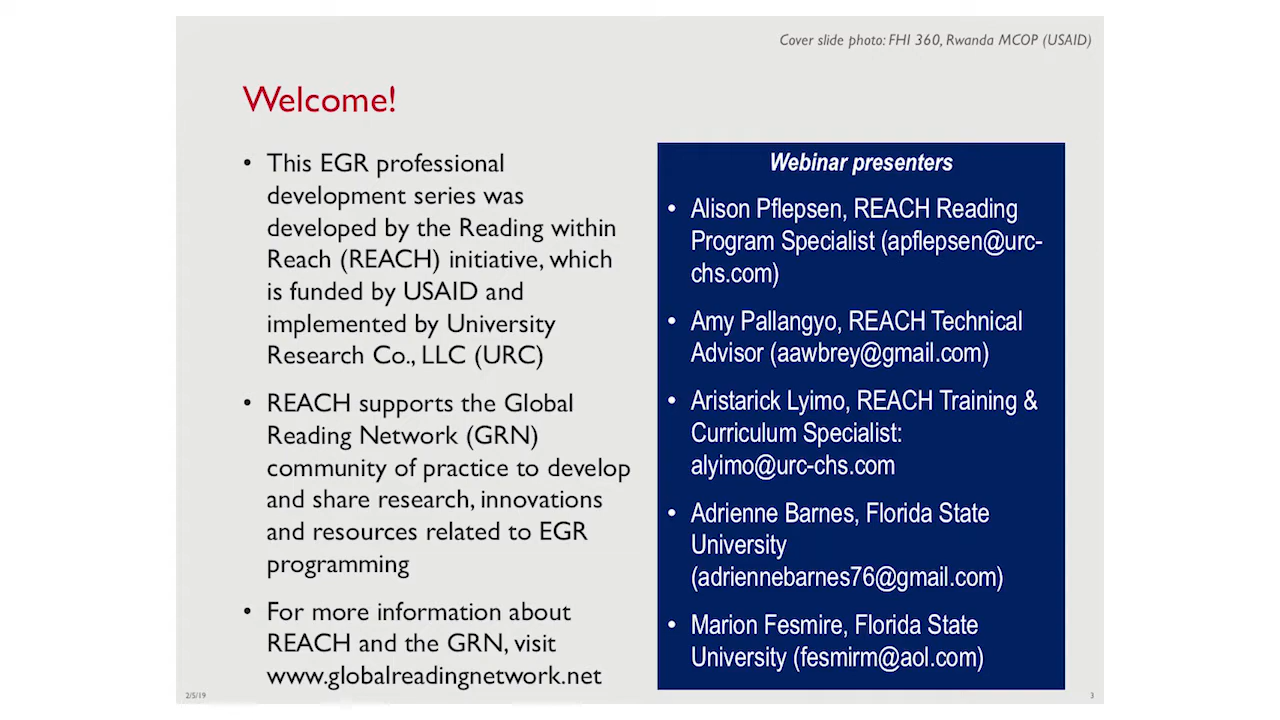 Cover slide photo: FHI 360, Rwanda MCOP (USAID)
Welcome!
• This EGR professional
development series was
developed by the Reading within
Reach (REACH) initiative, which
is funded by USAID and
implemented by University
Research Co., LLC (URC)
• REACH supports the Global
Reading Network (GRN)
community of practice to develop
and share research, innovations
and resources related to EGR
programming
• For more information about
REACH and the GRN, visit
www.globalreadingnetwork.net
Webinar presenters
• Alison Pflepsen, REACH Reading
Program Specialist (apflepsen@urc-
chs.com)
• Amy Pallangyo, REACH Technical
Advisor (aawbrey@gmail.com)
• Aristarick Lyimo, REACH Training &
Curriculum Specialist:
alyimo@urc-chs.com
• Adrienne Barnes, Florida State
University
(adriennebarnes76@gmail.com)
• Marion Fesmire, Florida State
University (fesmirm@aol.com)
2/5/19
3